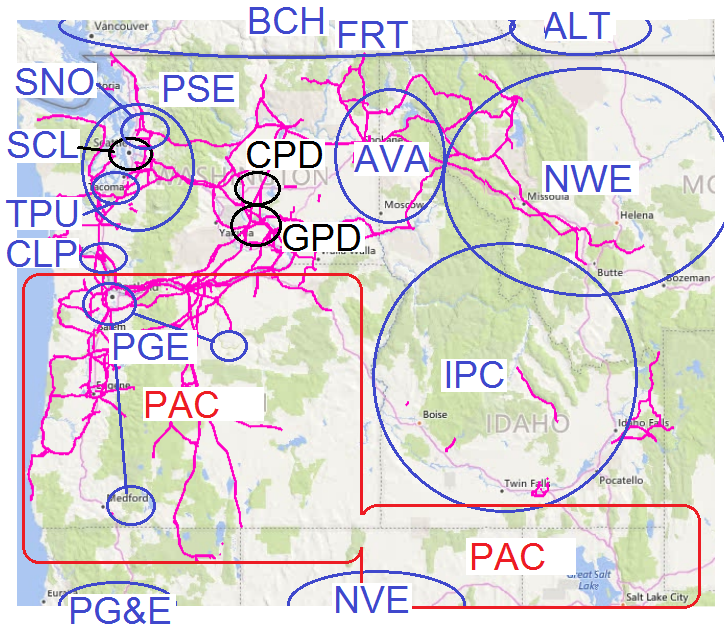 Vancouver
BCH
FRT
ALT
SNO
PSE
SCL
Tacoma
CPD
Spokane
AVA
NWE
TPU
Moscow
Missoula
Helena
CLP
GPD
Walla Walla
Butte
Bozeman
Salem
PGE
PAC
Eugene
IPC
Boise
IDAHO
Idaho Falls
Twin Falls
Pocatello
Medford
PAC
Great Salt
Lake
Salt Lake City
PG&E
NVE